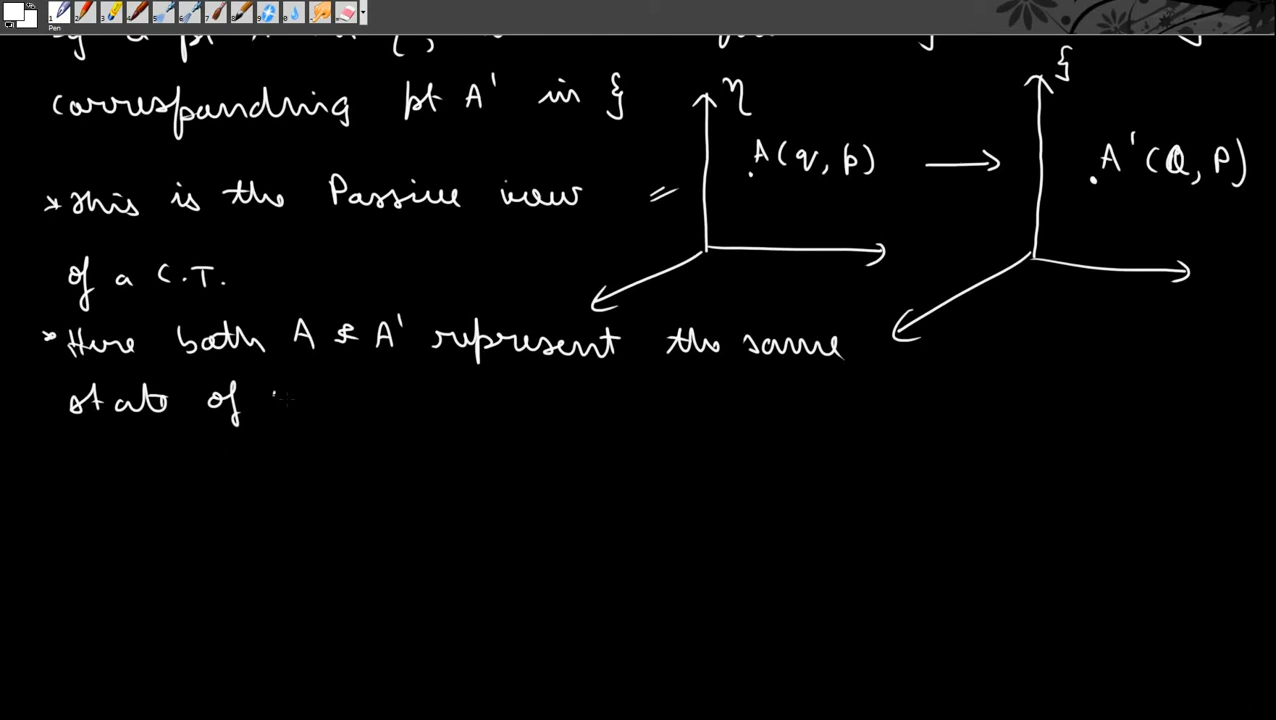 corresponding pt A' in ξ
η
ξ
A(q, p)
A'(Q, P)
* This is the Passive view
of a C.T.
* Here both A & A' represent the same
state of